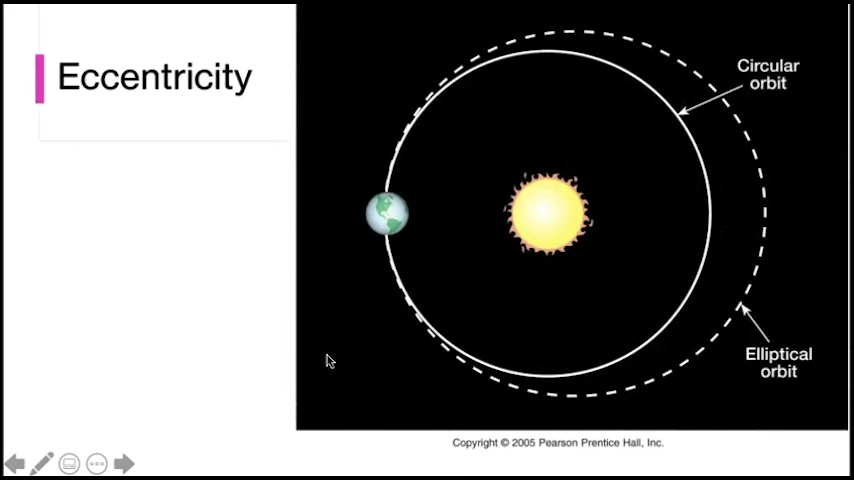 Eccentricity
Circular
orbit
Elliptical
orbit
Copyright © 2005 Pearson Prentice Hall, Inc.